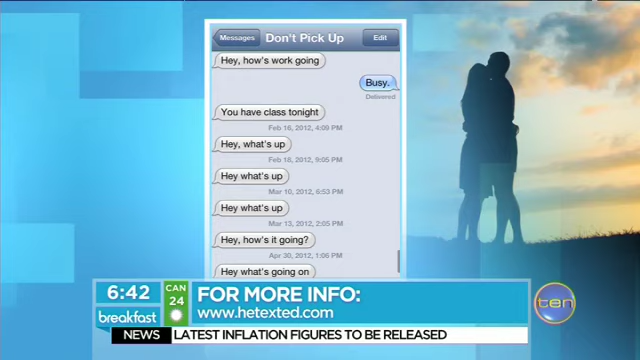 Messages
Don't Pick Up
Edit
Hey, how's work going
Busy.
Delivered
You have class tonight
Feb 16, 2012, 4:09 PM
Hey, what's up
Feb 18, 2012, 9:05 PM
Hey what's up
Mar 10, 2012, 6:53 PM
Hey what's up
Mar 13, 2012, 2:05 PM
Hey, how's it going?
Apr 30, 2012, 1:06 PM
Hey what's going on
6:42
CAN
24
breakfast
FOR MORE INFO:
www.hetexted.com
ten
NEWS
LATEST INFLATION FIGURES TO BE RELEASED